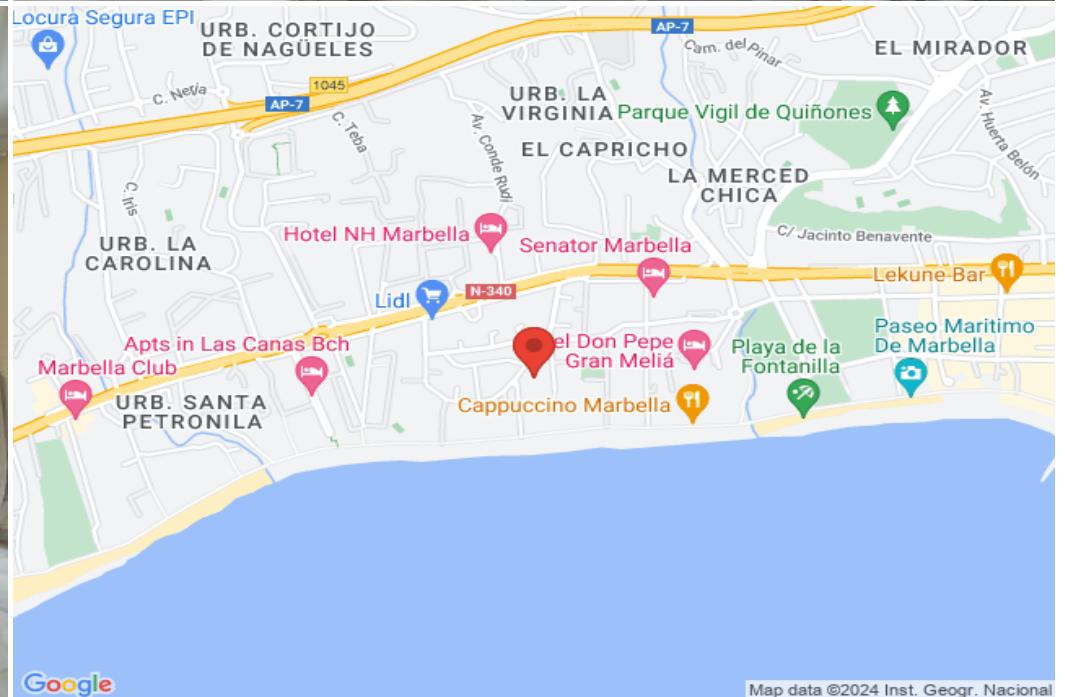 Locura Segura EPI
URB. CORTIJO
DE NAGÜELES
AP-7
Cam. del Pinar
EL MIRADOR
1045
C. Nerja
AP-7
C. Teba
URB. LA
VIRGINIA
Parque Vigil de Quiñones
Av. Huerta Belón
Av. Conde Rudi
EL CAPRICHO
LA MERCED
CHICA
C. Iris
URB. LA
CAROLINA
Hotel NH Marbella
Senator Marbella
C/ Jacinto Benavente
Lekune Bar
Lidl
N-340
Apts in Las Canas Bch
el Don Pepe
Gran Meliá
Playa de la
Fontanilla
Paseo Maritimo
De Marbella
Marbella Club
URB. SANTA
PETRONILA
Cappuccino Marbella
Google
Map data ©2024 Inst. Geogr. Nacional